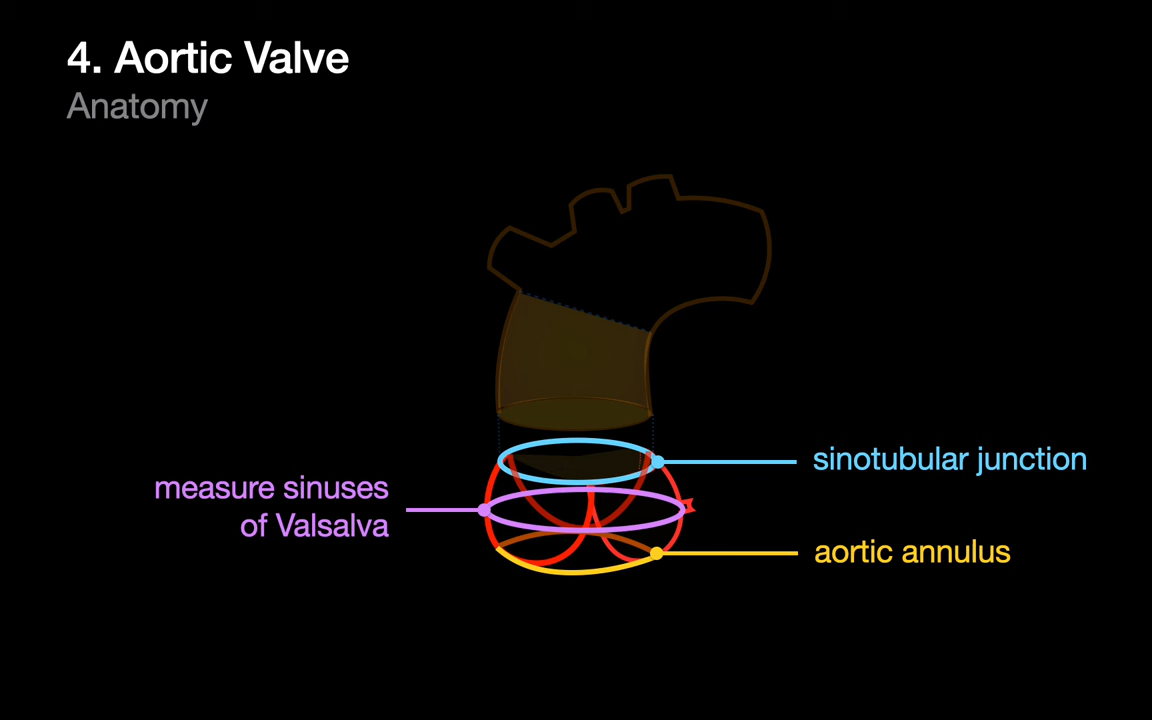 4. Aortic Valve
Anatomy
sinotubular junction
measure sinuses
of Valsalva
aortic annulus